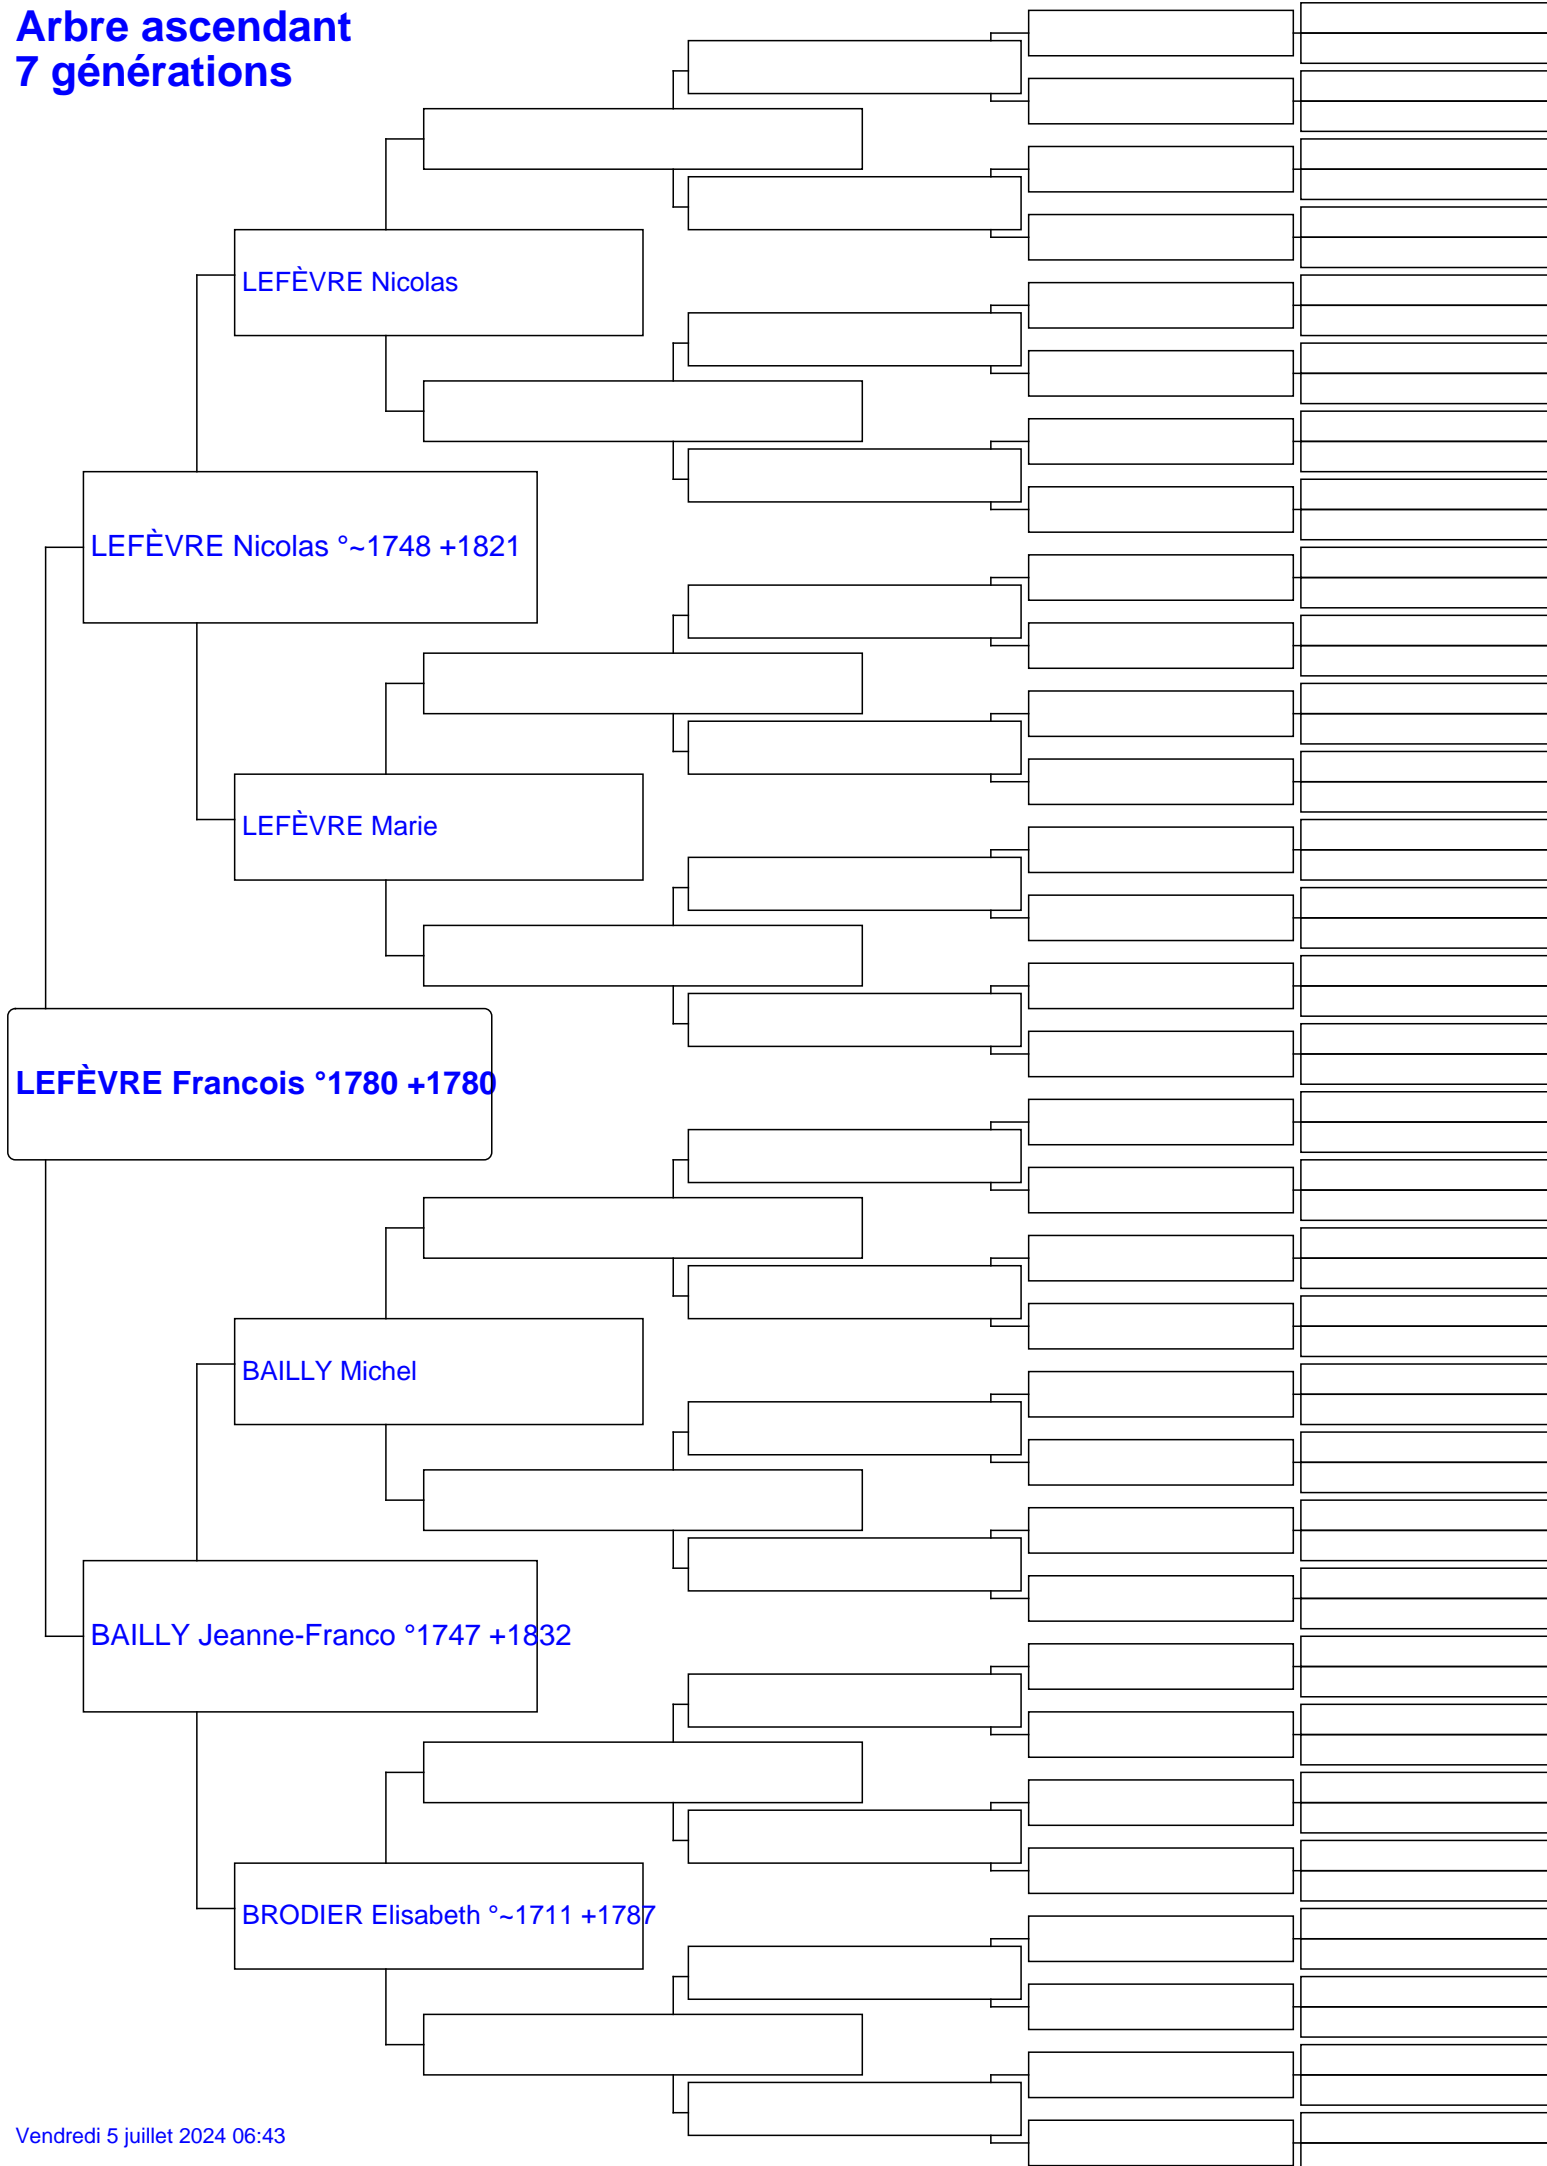 Arbre ascendant
7 générations
LEFÈVRE Nicolas
LEFÈVRE Nicolas °~1748 +1821
LEFÈVRE Marie
LEFÈVRE Francois °1780 +1780
BAILLY Michel
BAILLY Jeanne-Franco °1747 +1832
BRODIER Elisabeth °~1711 +1787
Vendredi 5 juillet 2024 06:43